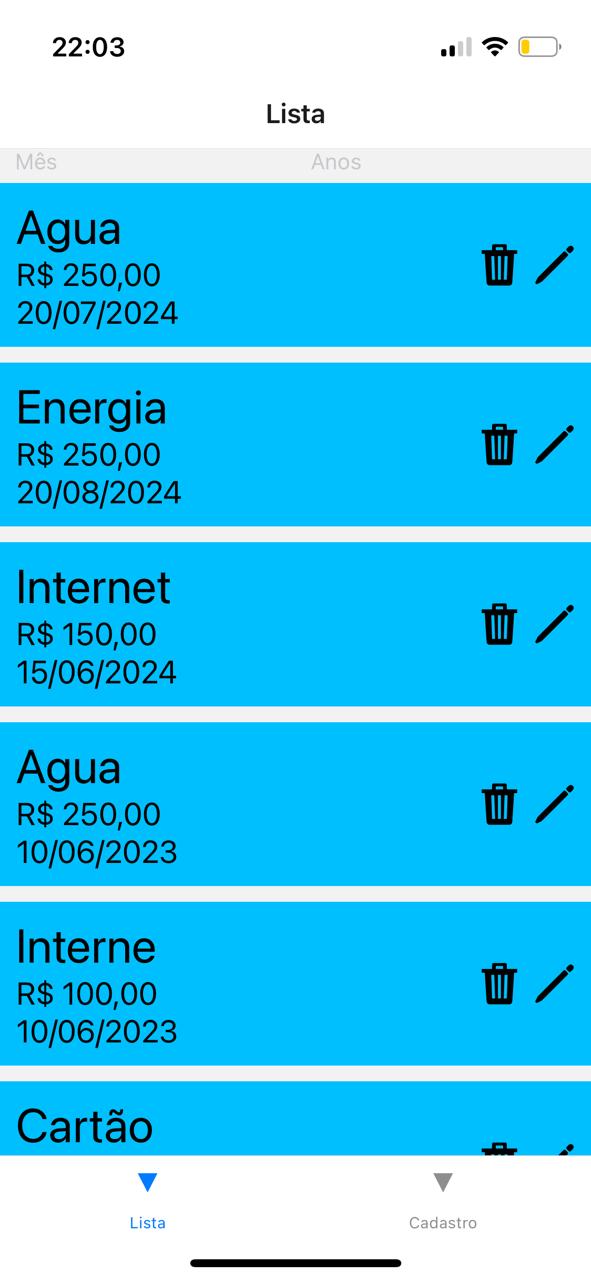 22:03
Lista
Mês Anos
Agua
R$ 250,00
20/07/2024
Energia
R$ 250,00
20/08/2024
Internet
R$ 150,00
15/06/2024
Agua
R$ 250,00
10/06/2023
Interne
R$ 100,00
10/06/2023
Cartão
Lista Cadastro